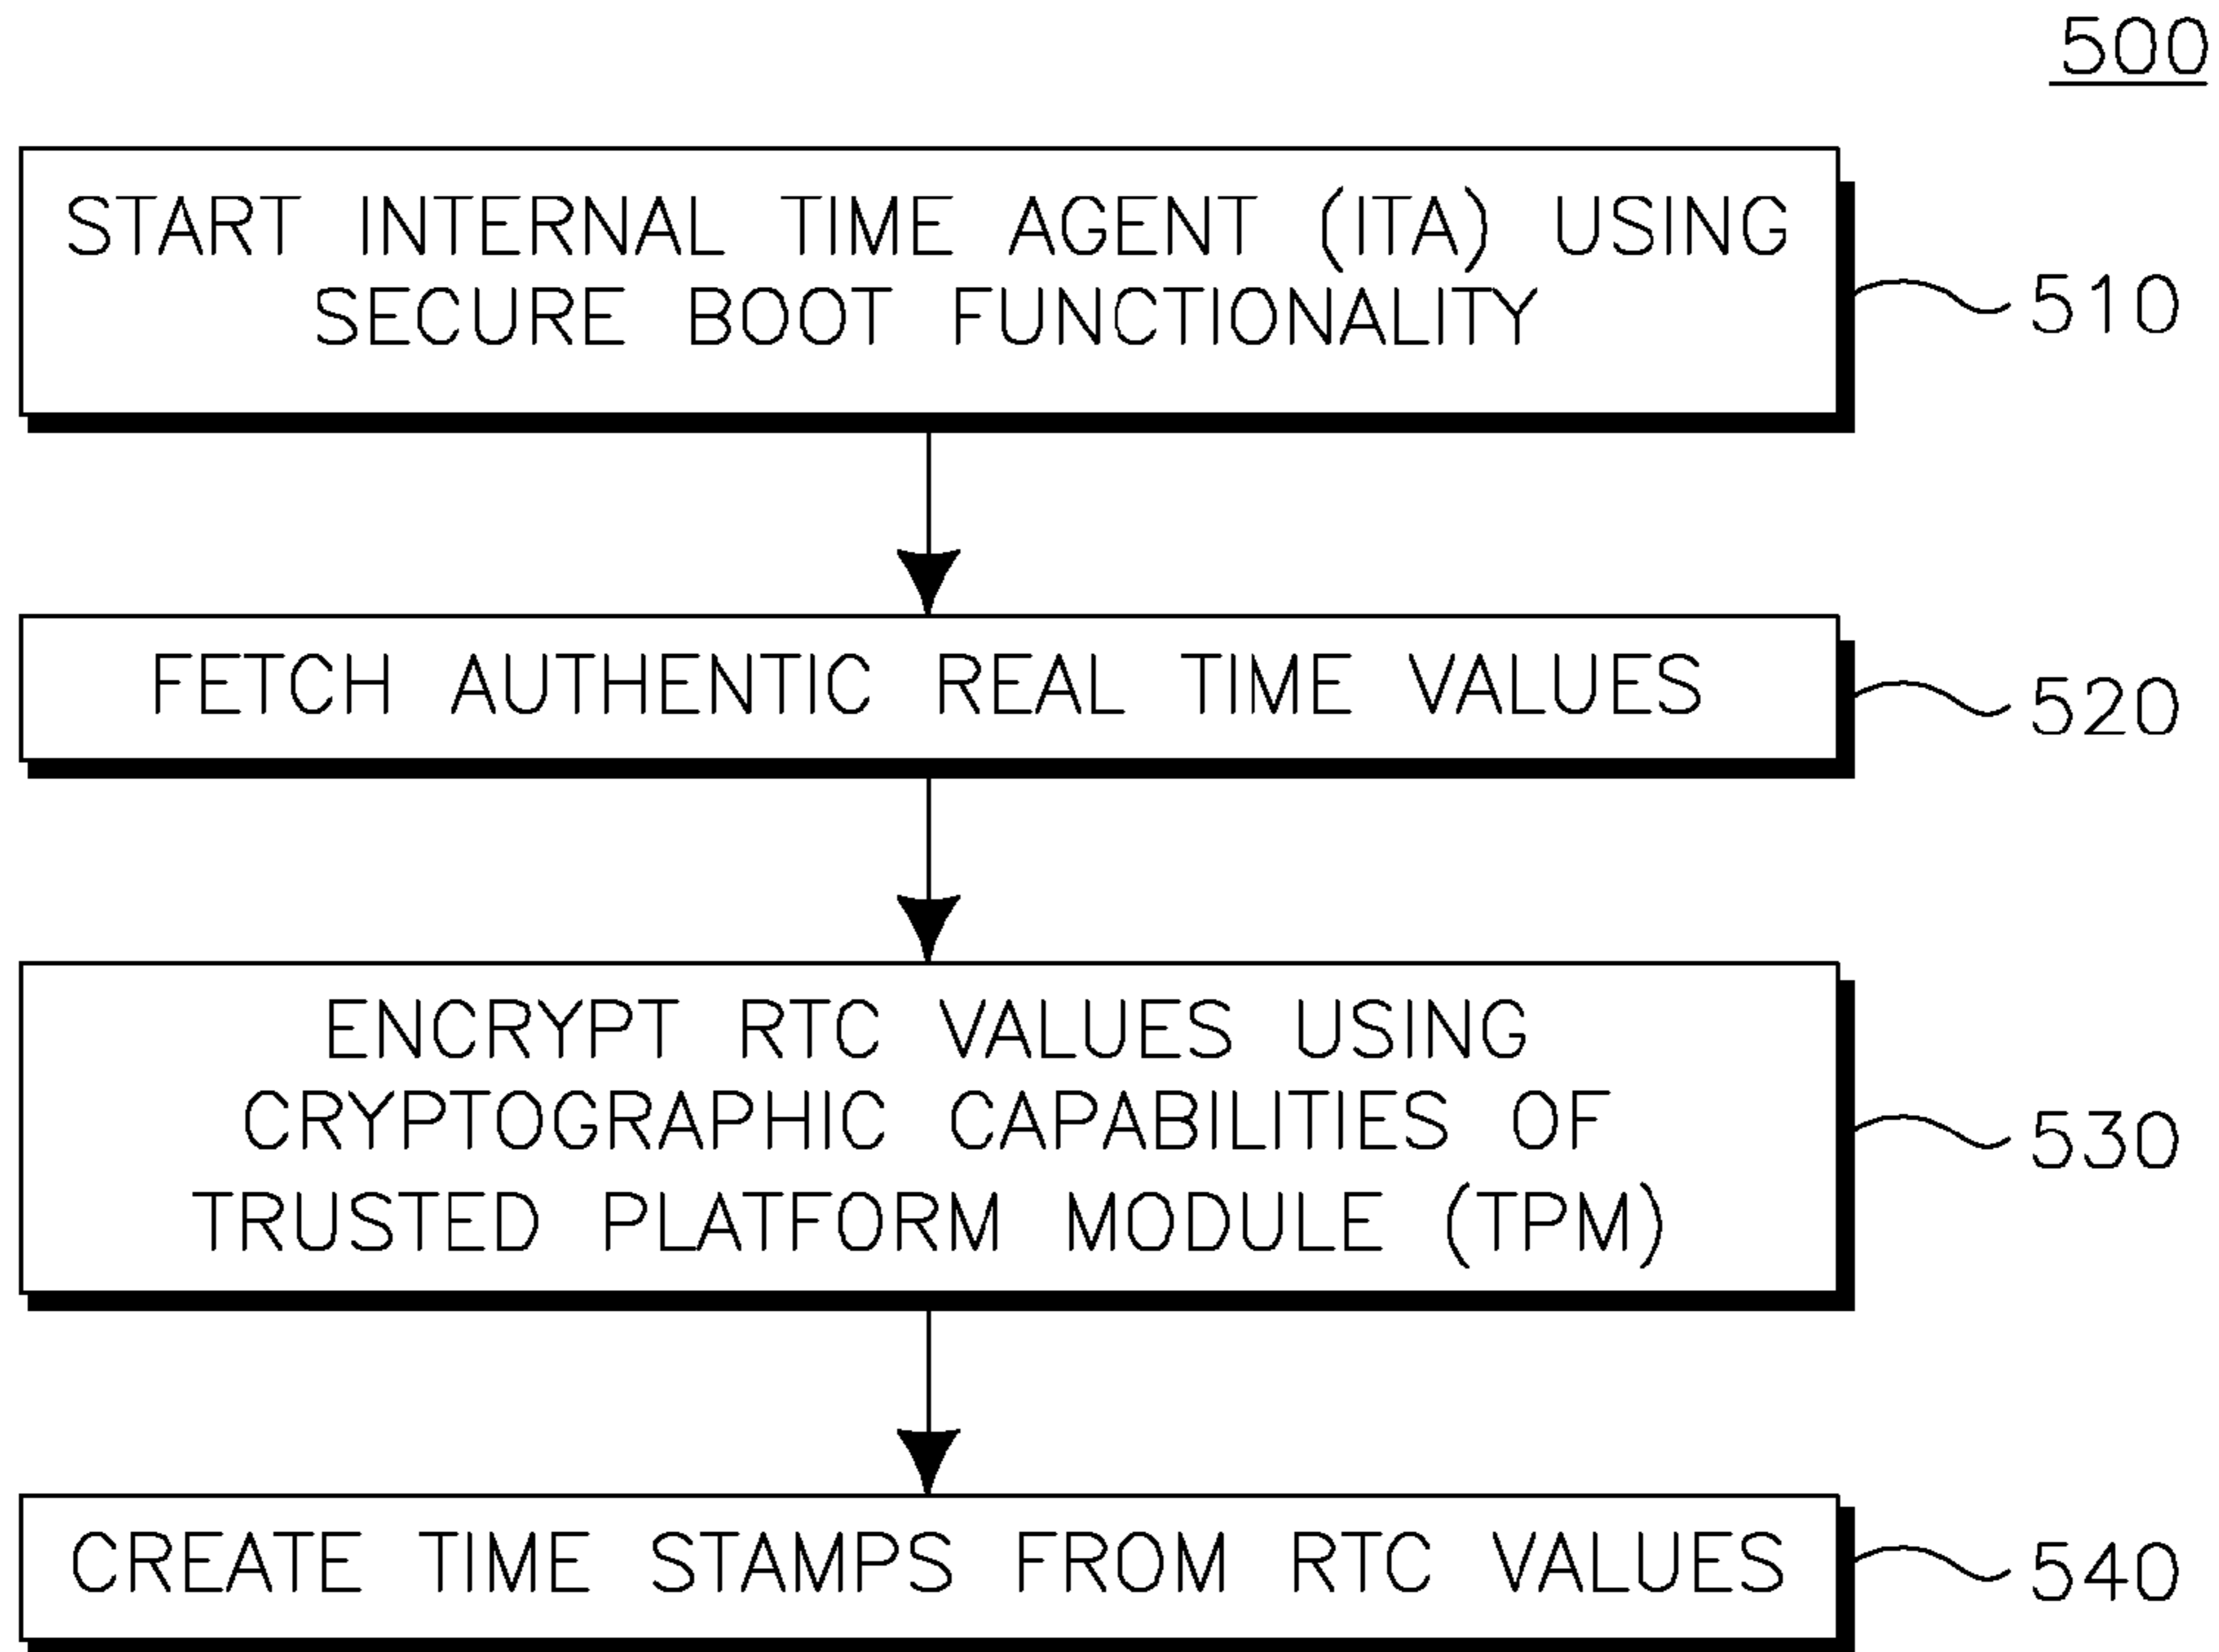 500
START INTERNAL TIME AGENT (ITA) USING
SECURE BOOT FUNCTIONALITY
510
FETCH AUTHENTIC REAL TIME VALUES
520
ENCRYPT RTC VALUES USING
CRYPTOGRAPHIC CAPABILITIES OF
TRUSTED PLATFORM MODULE (TPM)
530
CREATE TIME STAMPS FROM RTC VALUES
540